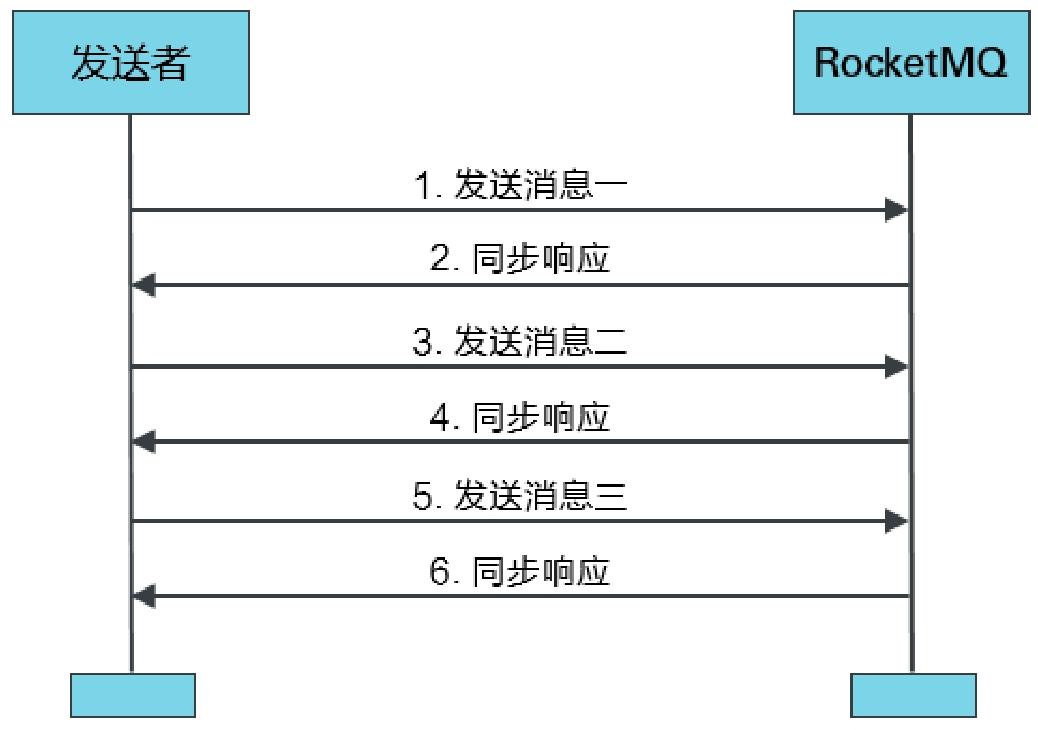 发送者
RocketMQ
1. 发送消息一
2. 同步响应
3. 发送消息二
4. 同步响应
5. 发送消息三
6. 同步响应